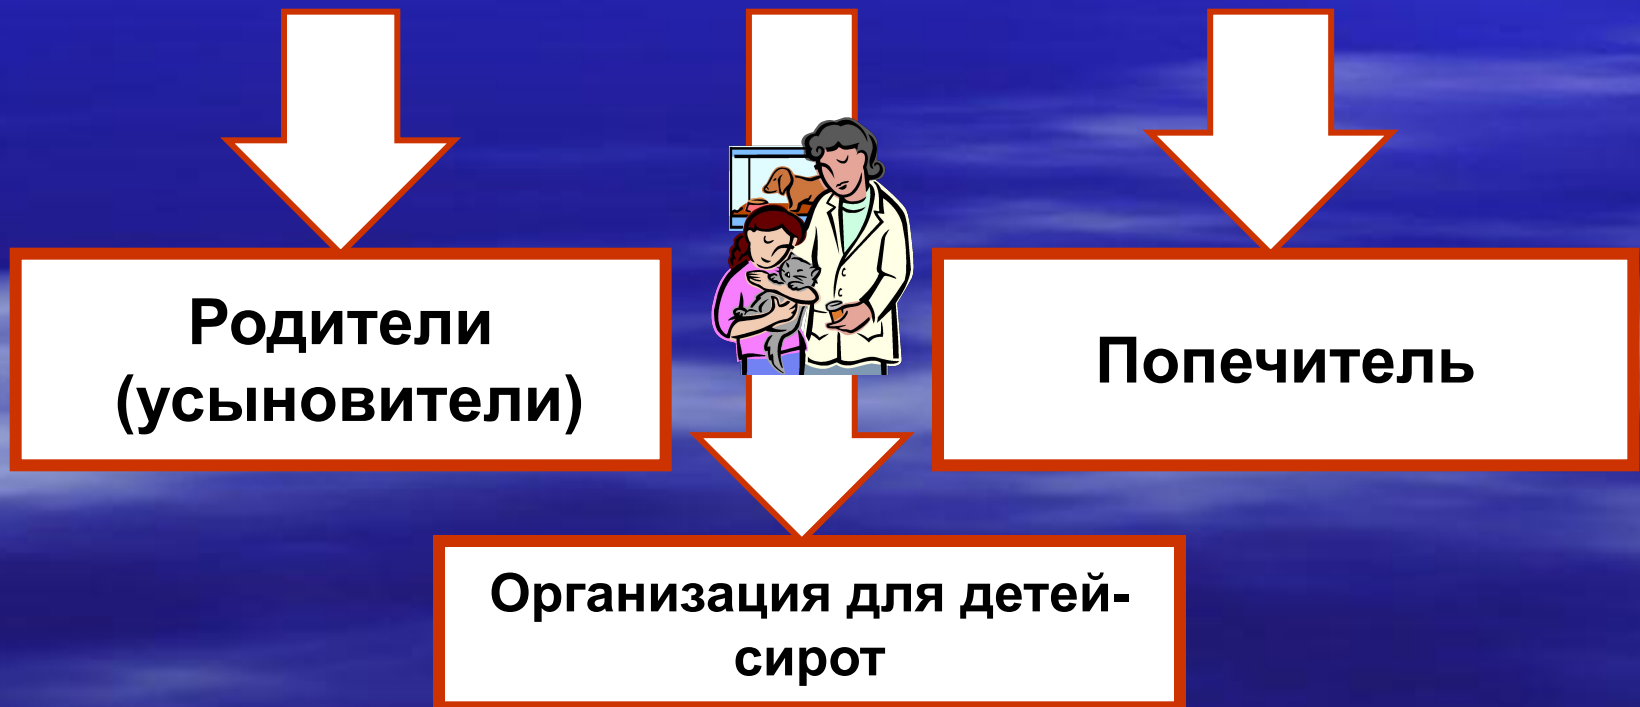 Родители
(усыновители)
Попечитель
Организация для детей-
сирот